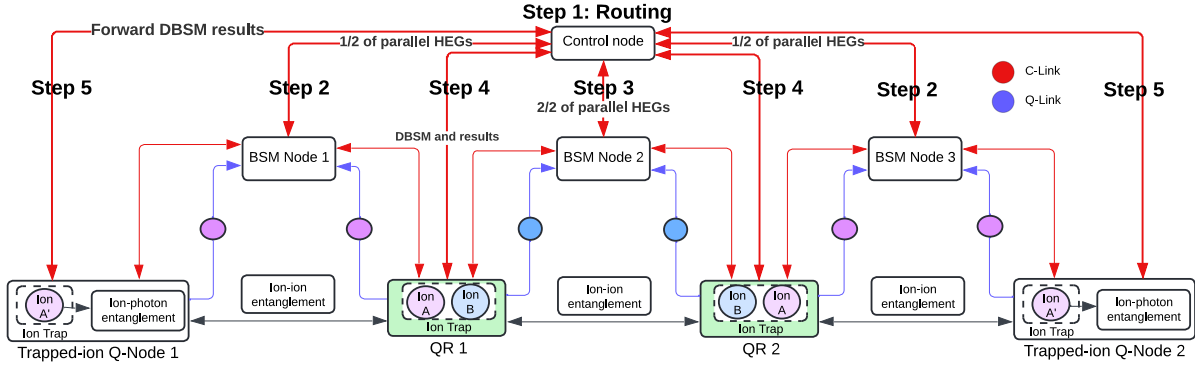 Step 1: Routing
Forward DBSM results
1/2 of parallel HEGs
Control node
1/2 of parallel HEGs
C-Link
Q-Link
Step 5
Step 2
Step 4
Step 3
Step 4
Step 2
Step 5
2/2 of parallel HEGs
DBSM and results
BSM Node 1
BSM Node 2
BSM Node 3
Ion
A'
Ion-photon
entanglement
Ion Trap
Trapped-ion Q-Node 1
Ion-ion
entanglement
Ion
A
Ion
B
Ion Trap
QR 1
Ion-ion
entanglement
Ion
B
Ion
A
Ion Trap
QR 2
Ion-ion
entanglement
Ion
A'
Ion-photon
entanglement
Ion Trap
Trapped-ion Q-Node 2